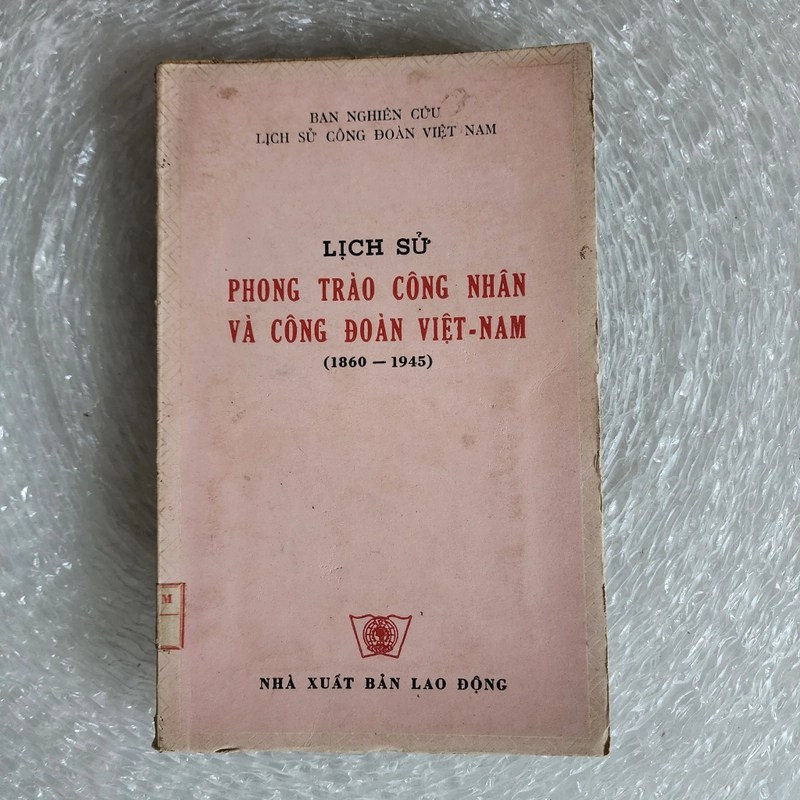 BAN NGHIÊN CỨU
LỊCH SỬ CÔNG ĐOÀN VIỆT NAM
LỊCH SỬ
PHONG TRÀO CÔNG NHÂN
VÀ CÔNG ĐOÀN VIỆT-NAM
(1860 — 1945)
M
NHÀ XUẤT BẢN LAO ĐỘNG